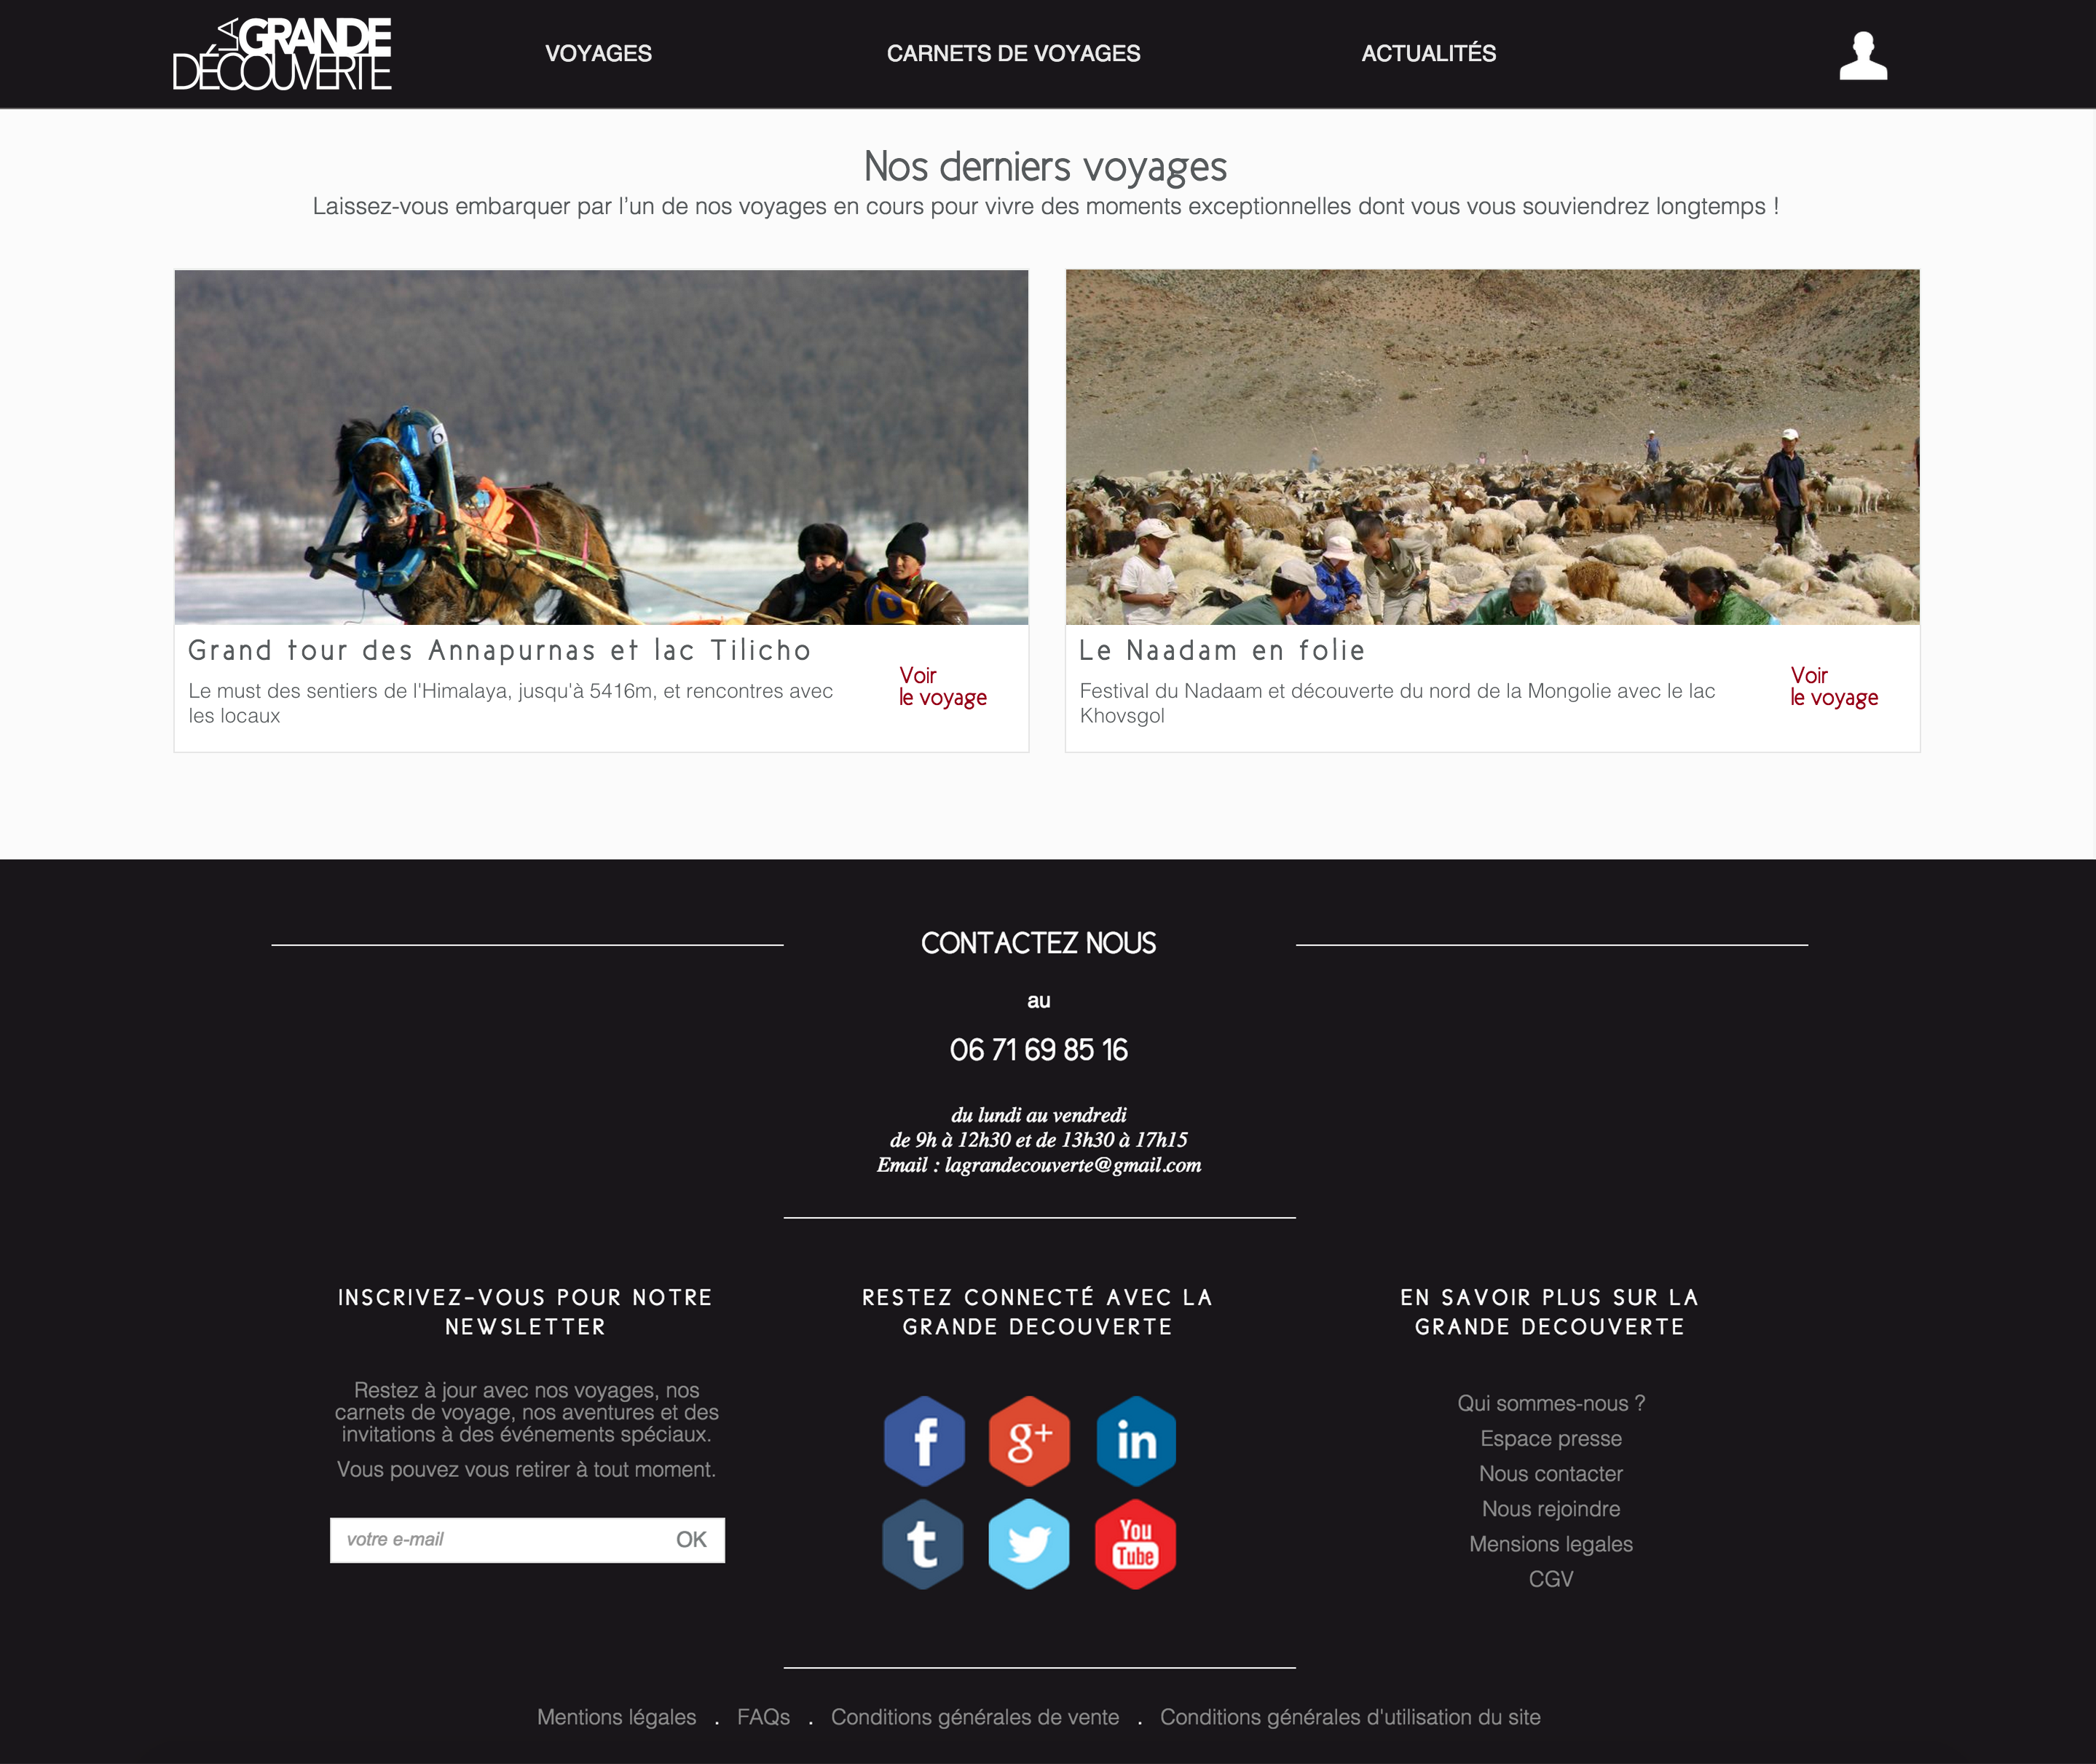 LA GRANDE
DÉCOUVERTE
VOYAGES
CARNETS DE VOYAGES
ACTUALITÉS
Nos derniers voyages
Laissez-vous embarquer par l'un de nos voyages en cours pour vivre des moments exceptionnelles dont vous vous souviendrez longtemps !
6
Grand tour des Annapurnas et lac Tilicho
Le must des sentiers de l'Himalaya, jusqu'à 5416m, et rencontres avec
les locaux
Voir
le voyage
Le Naadam en folie
Festival du Nadaam et découverte du nord de la Mongolie avec le lac
Khovsgol
Voir
le voyage
CONTACTEZ NOUS
au
06 71 69 85 16
du lundi au vendredi
de 9h à 12h30 et de 13h30 à 17h15
Email : lagrandecouverte@gmail.com
INSCRIVEZ-VOUS POUR NOTRE
NEWSLETTER
Restez à jour avec nos voyages, nos
carnets de voyage, nos aventures et des
invitations à des événements spéciaux.
Vous pouvez vous retirer à tout moment.
votre e-mail
OK
RESTEZ CONNECTÉ AVEC LA
GRANDE DECOUVERTE
f
g+
in
t
You
Tube
EN SAVOIR PLUS SUR LA
GRANDE DECOUVERTE
Qui sommes-nous ?
Espace presse
Nous contacter
Nous rejoindre
Mensions legales
CGV
Mentions légales . FAQs . Conditions générales de vente . Conditions générales d'utilisation du site